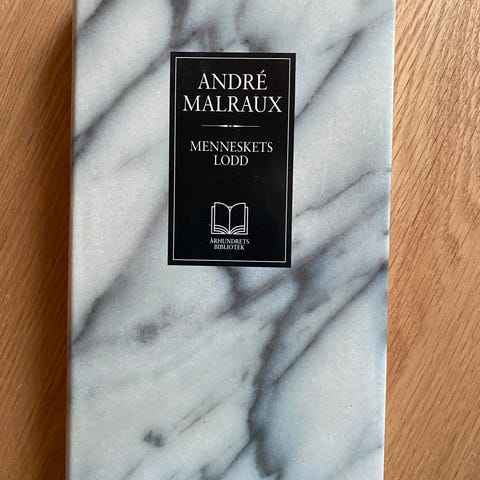 ANDRÉ
MALRAUX
MENNESKETS
LODD
ÅRHUNDRETS
BIBLIOTEK